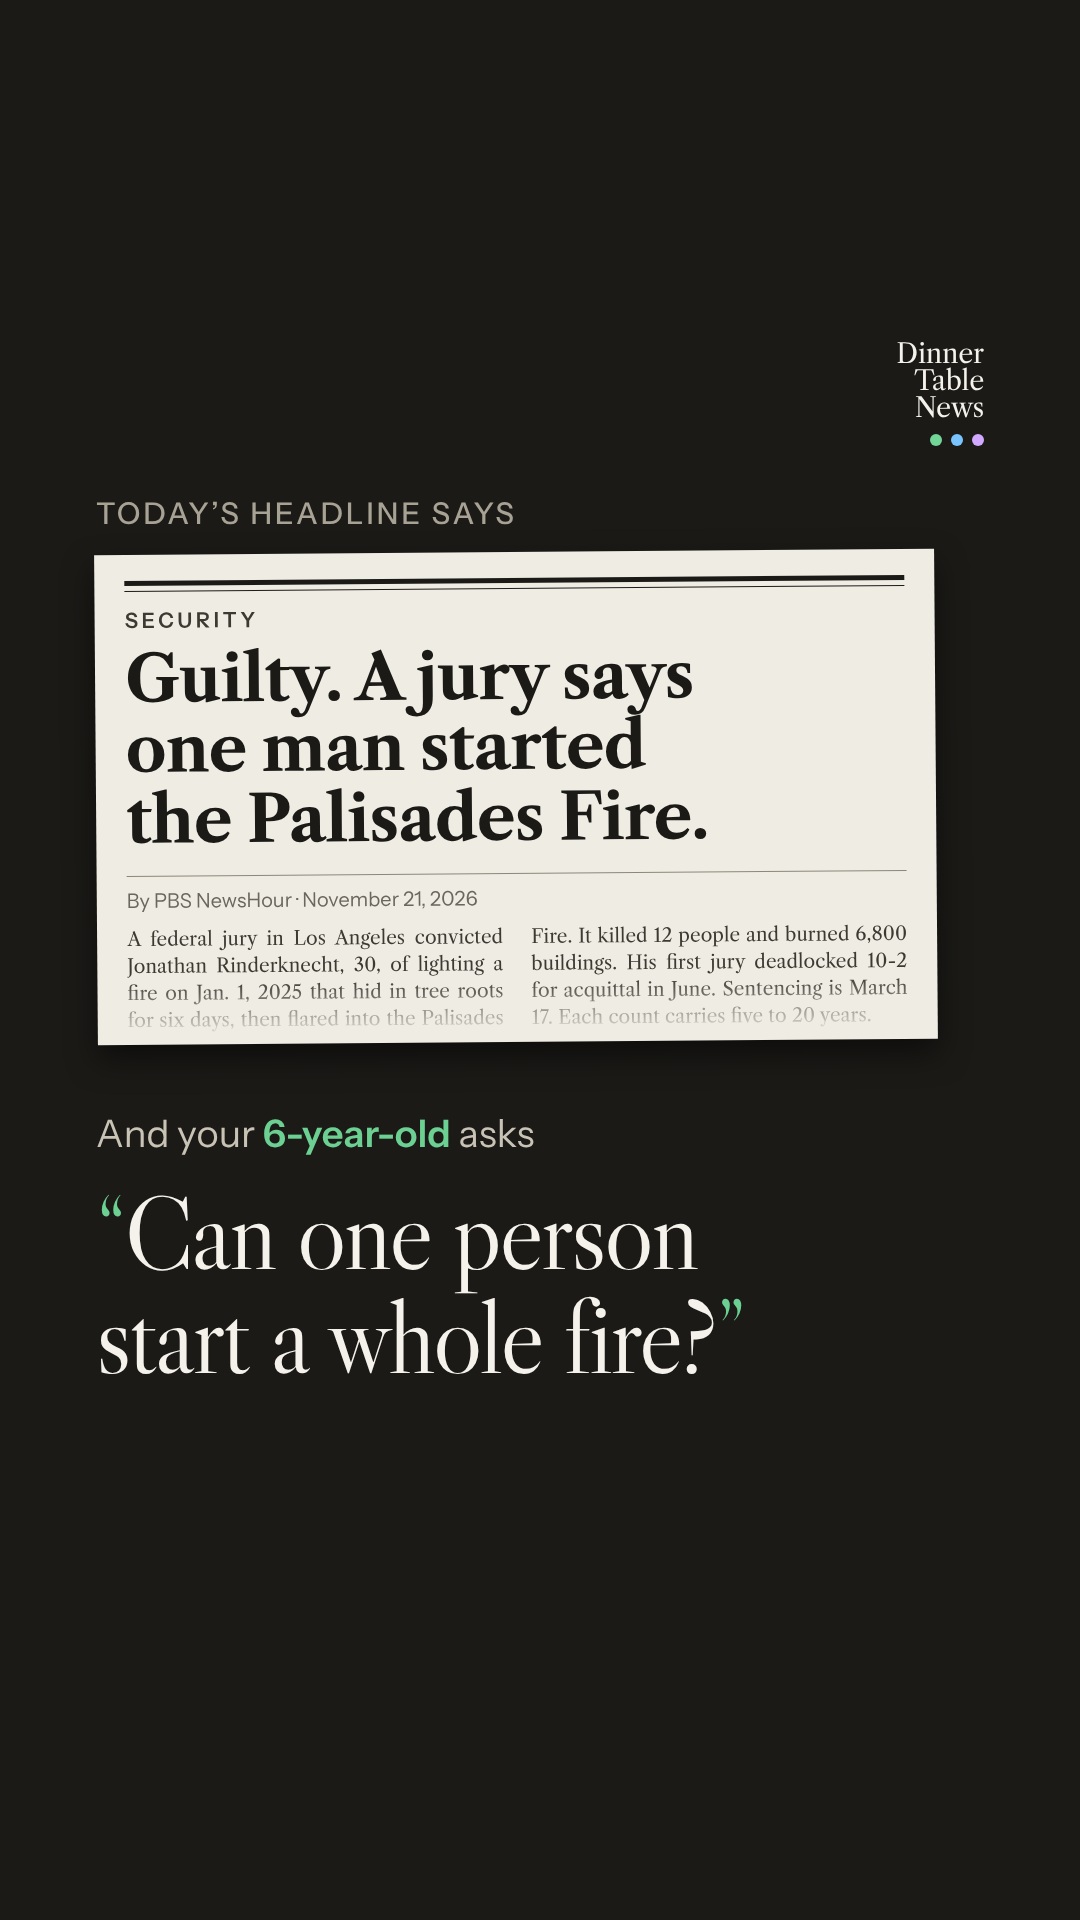 Dinner
Table
News
TODAY’S HEADLINE SAYS
SECURITY
Guilty. A jury says
one man started
the Palisades Fire.
By PBS NewsHour · November 21, 2026
A federal jury in Los Angeles convicted
Jonathan Rinderknecht, 30, of lighting a
fire on Jan. 1, 2025 that hid in tree roots
for six days, then flared into the Palisades
Fire. It killed 12 people and burned 6,800
buildings. His first jury deadlocked 10-2
for acquittal in June. Sentencing is March
17. Each count carries five to 20 years.
And your 6-year-old asks
“Can one person
start a whole fire?”